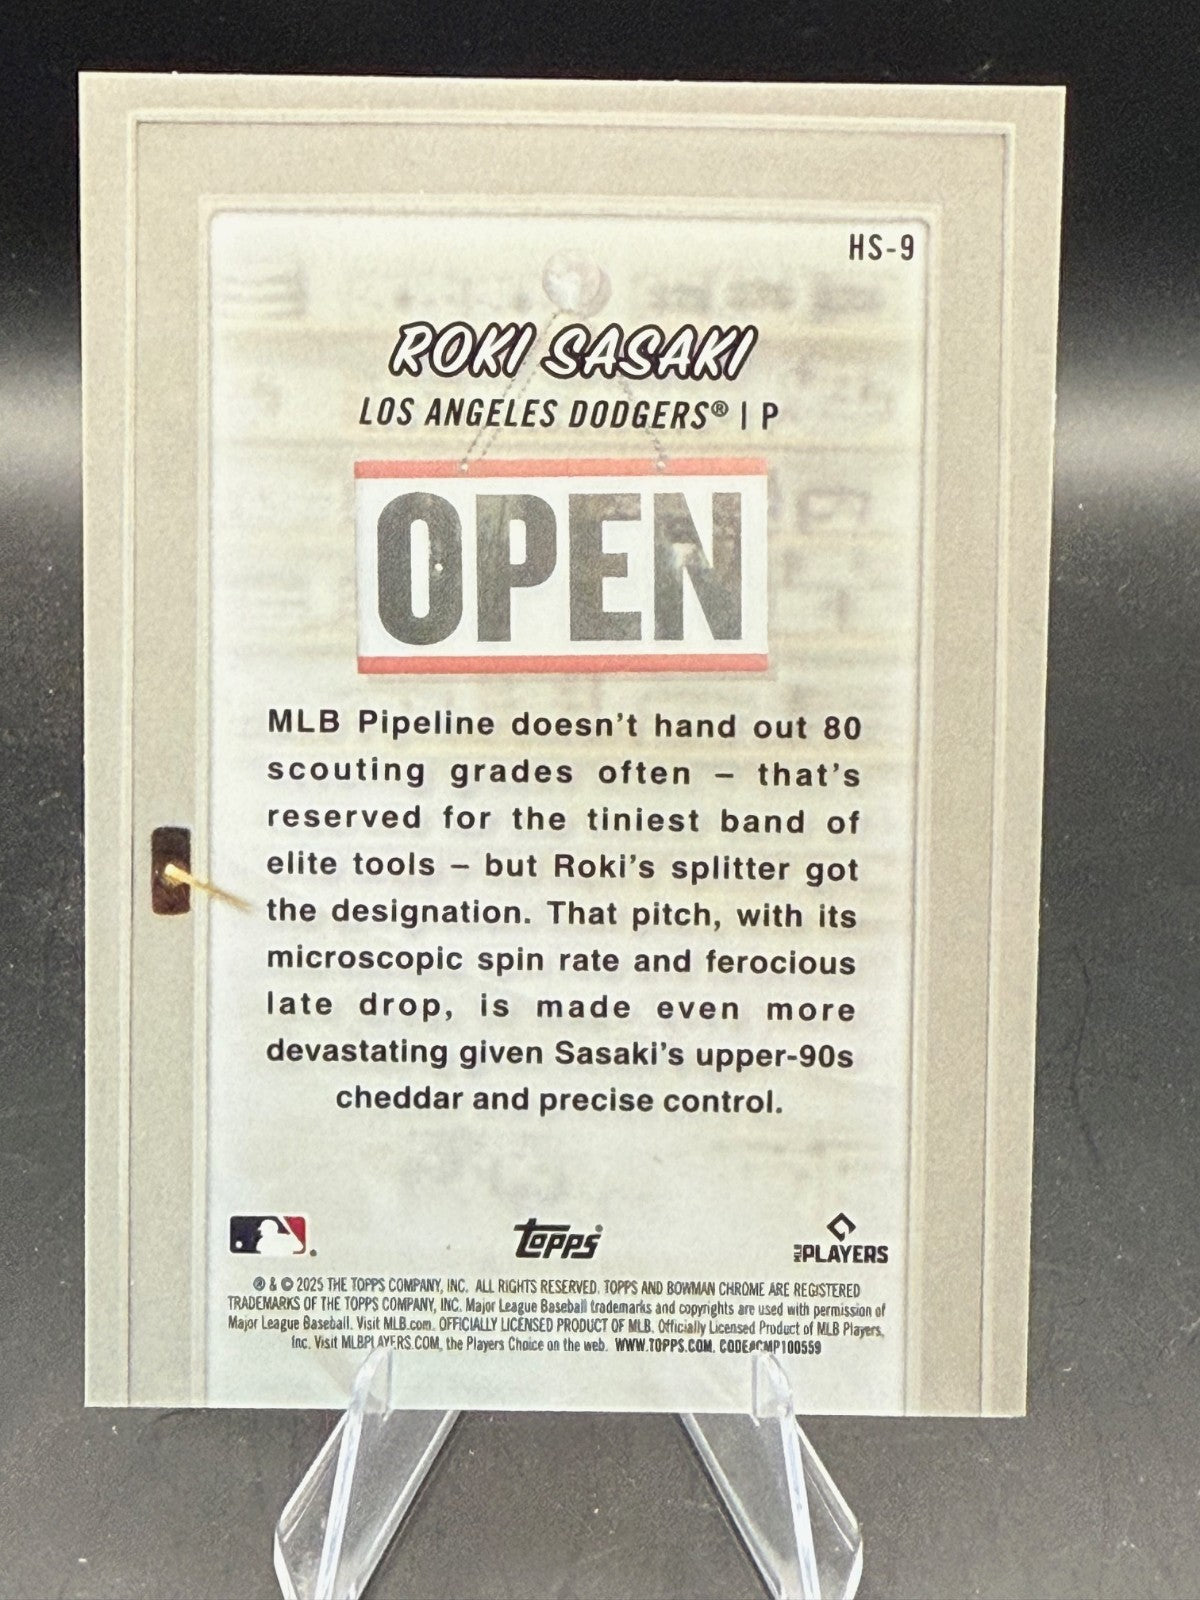 HS-9
ROKI SASAKI
LOS ANGELES DODGERS® | P
OPEN
MLB Pipeline doesn't hand out 80
scouting grades often – that's
reserved for the tiniest band of
elite tools – but Roki's splitter got
the designation. That pitch, with its
microscopic spin rate and ferocious
late drop, is made even more
devastating given Sasaki's upper-90s
cheddar and precise control.
topps
MLB PLAYERS
® & © 2025 THE TOPPS COMPANY, INC. ALL RIGHTS RESERVED. TOPPS AND BOWMAN CHROME ARE REGISTERED
TRADEMARKS OF THE TOPPS COMPANY, INC. Major League Baseball trademarks and copyrights are used with permission of
Major League Baseball. Visit MLB.com. OFFICIALLY LICENSED PRODUCT OF MLB. Officially Licensed Product of MLB Players,
Inc. Visit MLBPLAYERS.COM, the Players Choice on the web. WWW.TOPPS.COM. CODE#CMP100559